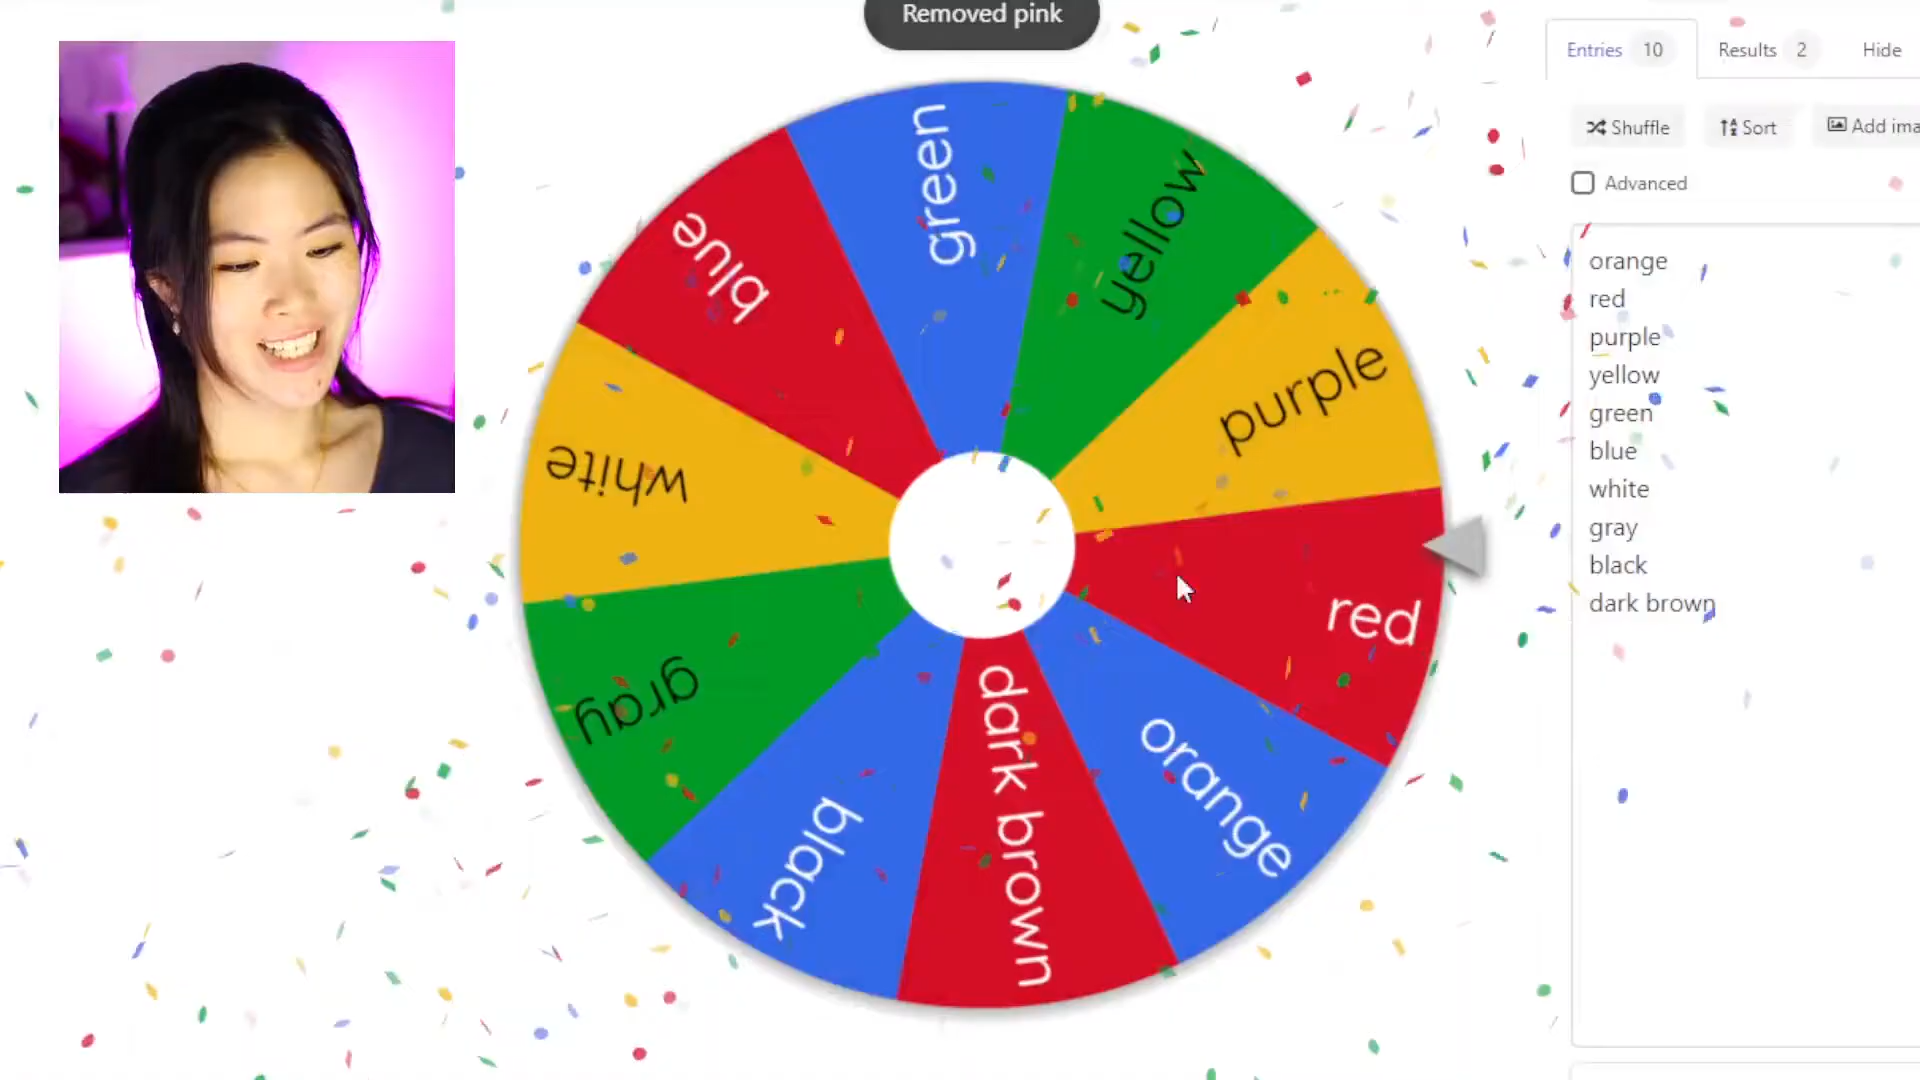 Removed pink
Entries 10 Results 2 Hide
Shuffle Sort Add ima
Advanced
orange
red
purple
yellow
green
blue
white
gray
black
dark brown
green
yellow
purple
red
orange
dark brown
black
gray
white
blue